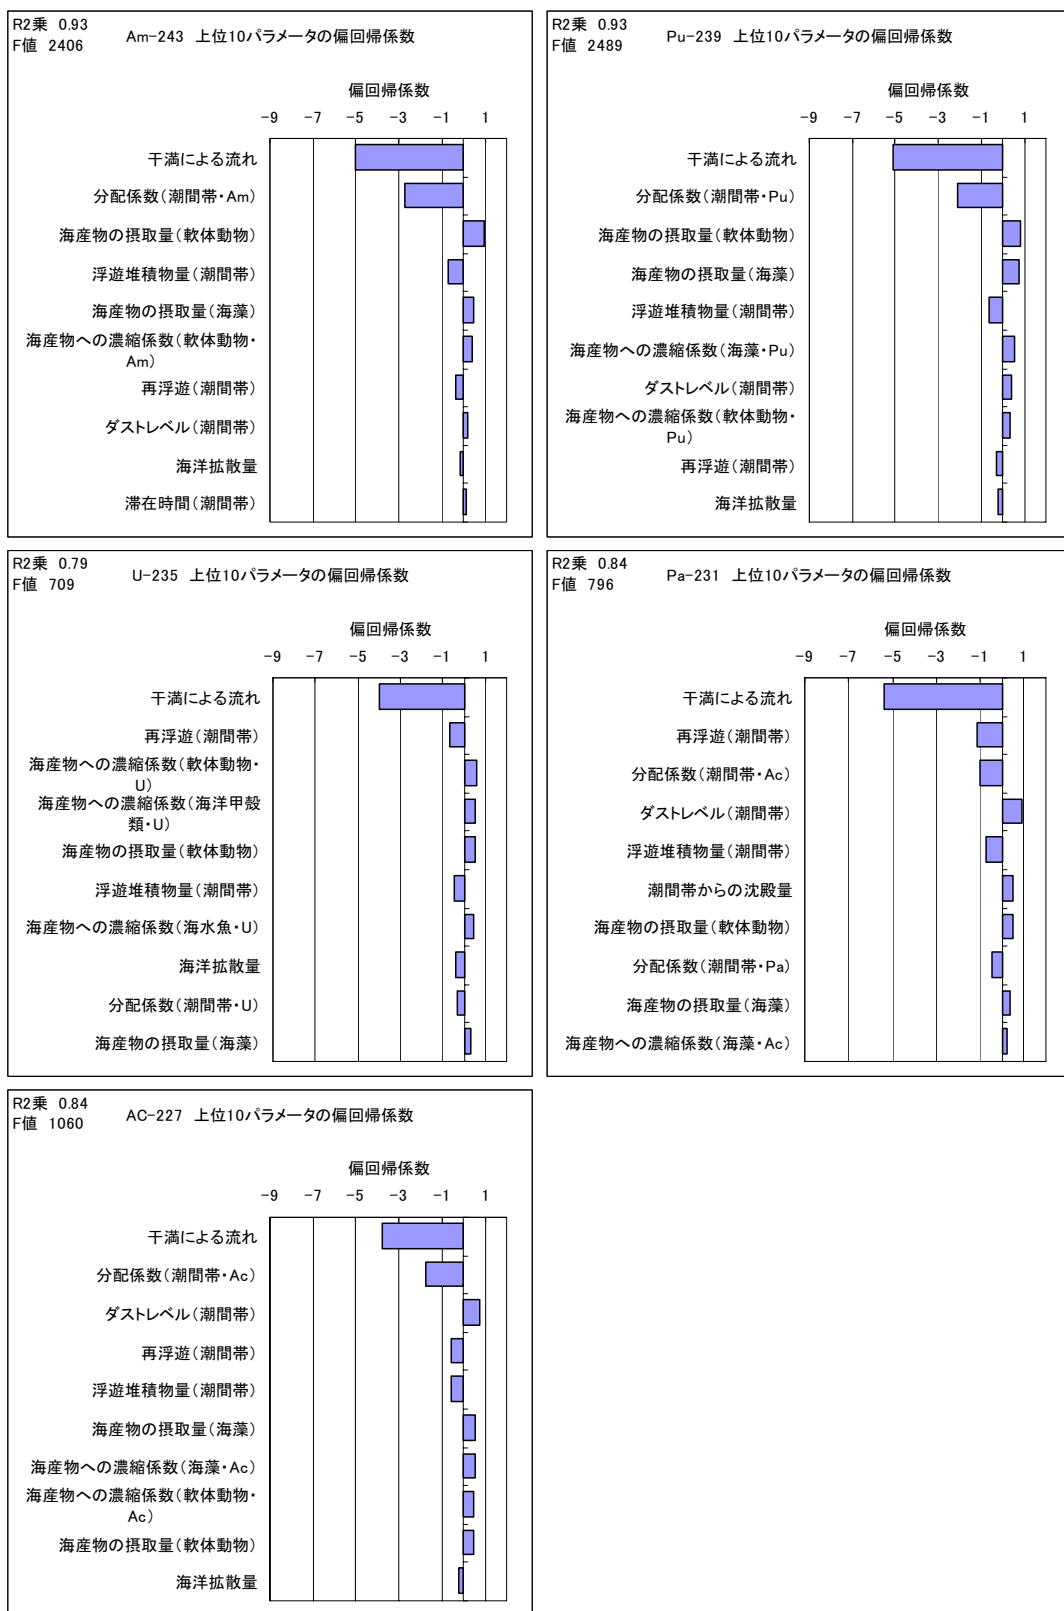 R2乗 0.93
F値 2406
Am-243 上位10パラメータの偏回帰係数
偏回帰係数
-9 -7 -5 -3 -1 1
干満による流れ
分配係数(潮間帯・Am)
海産物の摂取量(軟体動物)
浮遊堆積物量(潮間帯)
海産物の摂取量(海藻)
海産物への濃縮係数(軟体動物・
Am)
再浮遊(潮間帯)
ダストレベル(潮間帯)
海洋拡散量
滞在時間(潮間帯)
R2乗 0.93
F値 2489
Pu-239 上位10パラメータの偏回帰係数
偏回帰係数
-9 -7 -5 -3 -1 1
干満による流れ
分配係数(潮間帯・Pu)
海産物の摂取量(軟体動物)
海産物の摂取量(海藻)
浮遊堆積物量(潮間帯)
海産物への濃縮係数(海藻・Pu)
ダストレベル(潮間帯)
海産物への濃縮係数(軟体動物・
Pu)
再浮遊(潮間帯)
海洋拡散量
R2乗 0.79
F値 709
U-235 上位10パラメータの偏回帰係数
偏回帰係数
-9 -7 -5 -3 -1 1
干満による流れ
再浮遊(潮間帯)
海産物への濃縮係数(軟体動物・
U)
海産物への濃縮係数(海洋甲殻
類・U)
海産物の摂取量(軟体動物)
浮遊堆積物量(潮間帯)
海産物への濃縮係数(海水魚・U)
海洋拡散量
分配係数(潮間帯・U)
海産物の摂取量(海藻)
R2乗 0.84
F値 796
Pa-231 上位10パラメータの偏回帰係数
偏回帰係数
-9 -7 -5 -3 -1 1
干満による流れ
再浮遊(潮間帯)
分配係数(潮間帯・Ac)
ダストレベル(潮間帯)
浮遊堆積物量(潮間帯)
潮間帯からの沈殿量
海産物の摂取量(軟体動物)
分配係数(潮間帯・Pa)
海産物の摂取量(海藻)
海産物への濃縮係数(海藻・Ac)
R2乗 0.84
F値 1060
AC-227 上位10パラメータの偏回帰係数
偏回帰係数
-9 -7 -5 -3 -1 1
干満による流れ
分配係数(潮間帯・Ac)
ダストレベル(潮間帯)
再浮遊(潮間帯)
浮遊堆積物量(潮間帯)
海産物の摂取量(海藻)
海産物への濃縮係数(海藻・Ac)
海産物への濃縮係数(軟体動物・
Ac)
海産物の摂取量(軟体動物)
海洋拡散量